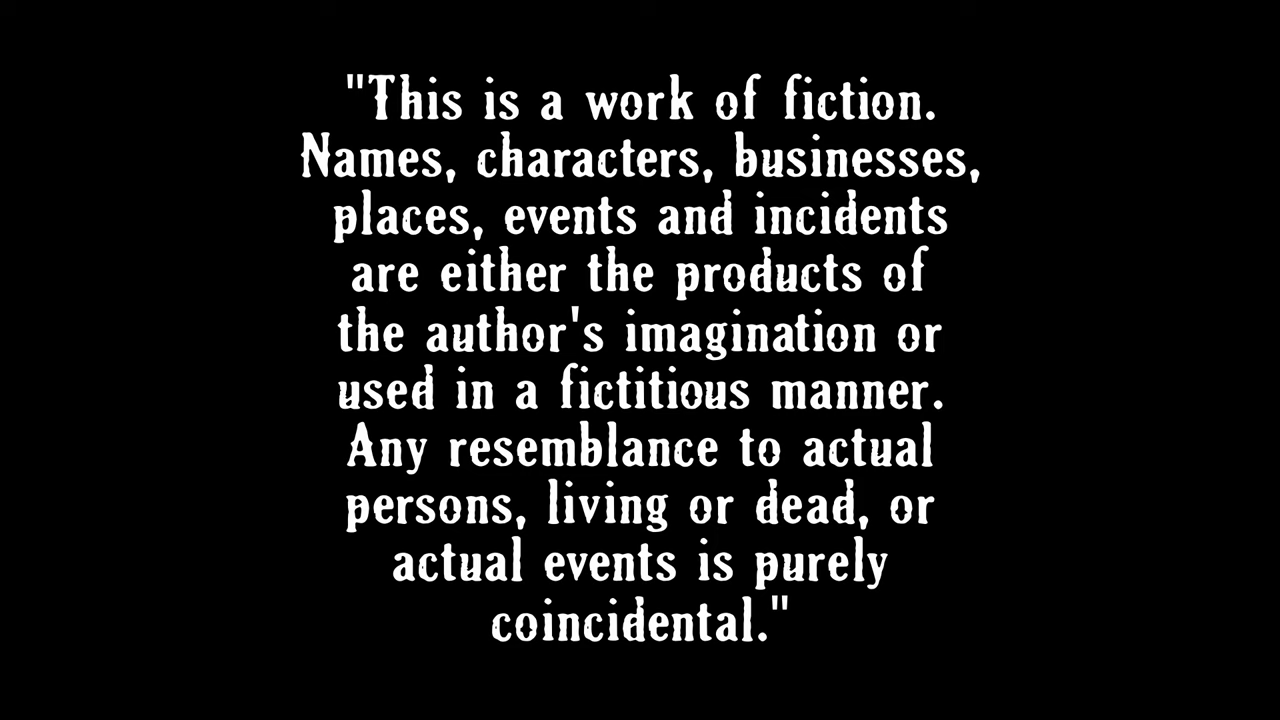 "This is a work of fiction.
Names, characters, businesses,
places, events and incidents
are either the products of
the author's imagination or
used in a fictitious manner.
Any resemblance to actual
persons, living or dead, or
actual events is purely
coincidental."